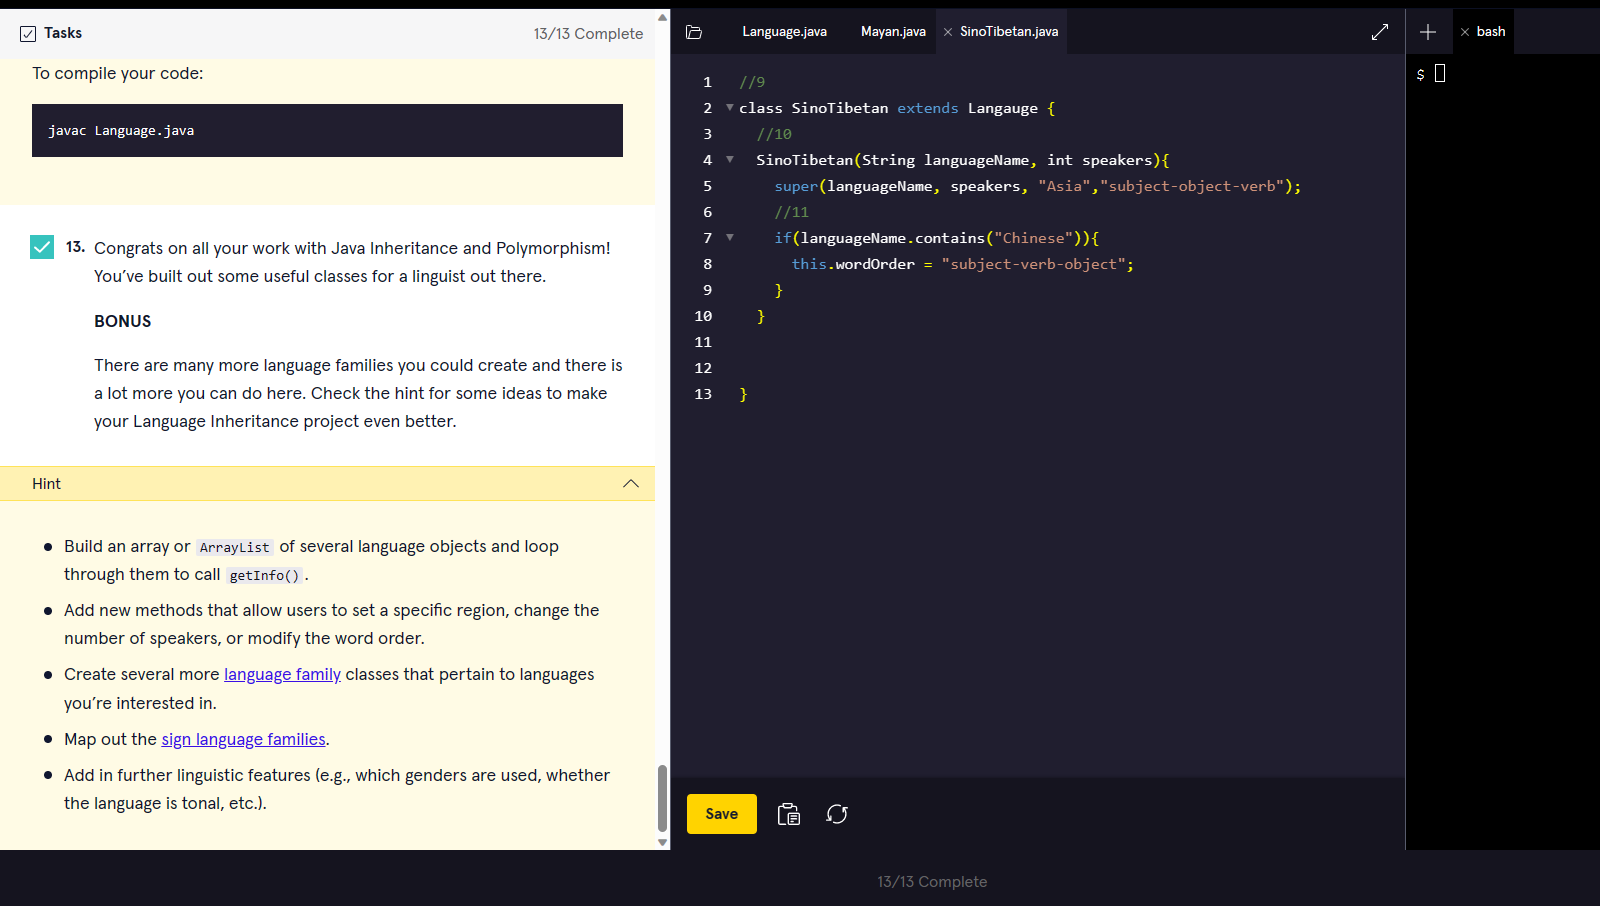 Tasks
13/13 Complete
To compile your code:
javac Language.java
13. Congrats on all your work with Java Inheritance and Polymorphism!
You’ve built out some useful classes for a linguist out there.
BONUS
There are many more language families you could create and there is
a lot more you can do here. Check the hint for some ideas to make
your Language Inheritance project even better.
Hint
Build an array or ArrayList of several language objects and loop
through them to call getInfo().
Add new methods that allow users to set a specific region, change the
number of speakers, or modify the word order.
Create several more language family classes that pertain to languages
you’re interested in.
Map out the sign language families.
Add in further linguistic features (e.g., which genders are used, whether
the language is tonal, etc.).
Language.java
Mayan.java
SinoTibetan.java
1 //9
2 class SinoTibetan extends Langauge {
3 //10
4 SinoTibetan(String languageName, int speakers){
5 super(languageName, speakers, "Asia","subject-object-verb");
6 //11
7 if(languageName.contains("Chinese")){
8 this.wordOrder = "subject-verb-object";
9 }
10 }
11
12
13 }
Save
bash
$
13/13 Complete